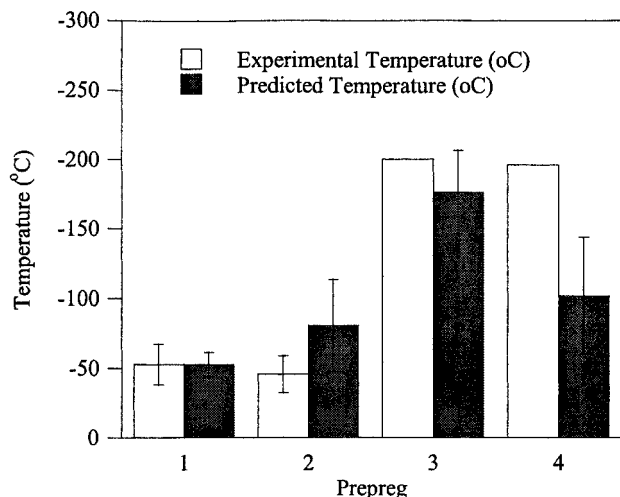 -300
-250
-200
-150
-100
-50
0
Temperature (°C)
Experimental Temperature (oC)
Predicted Temperature (oC)
1 2 3 4
Prepreg